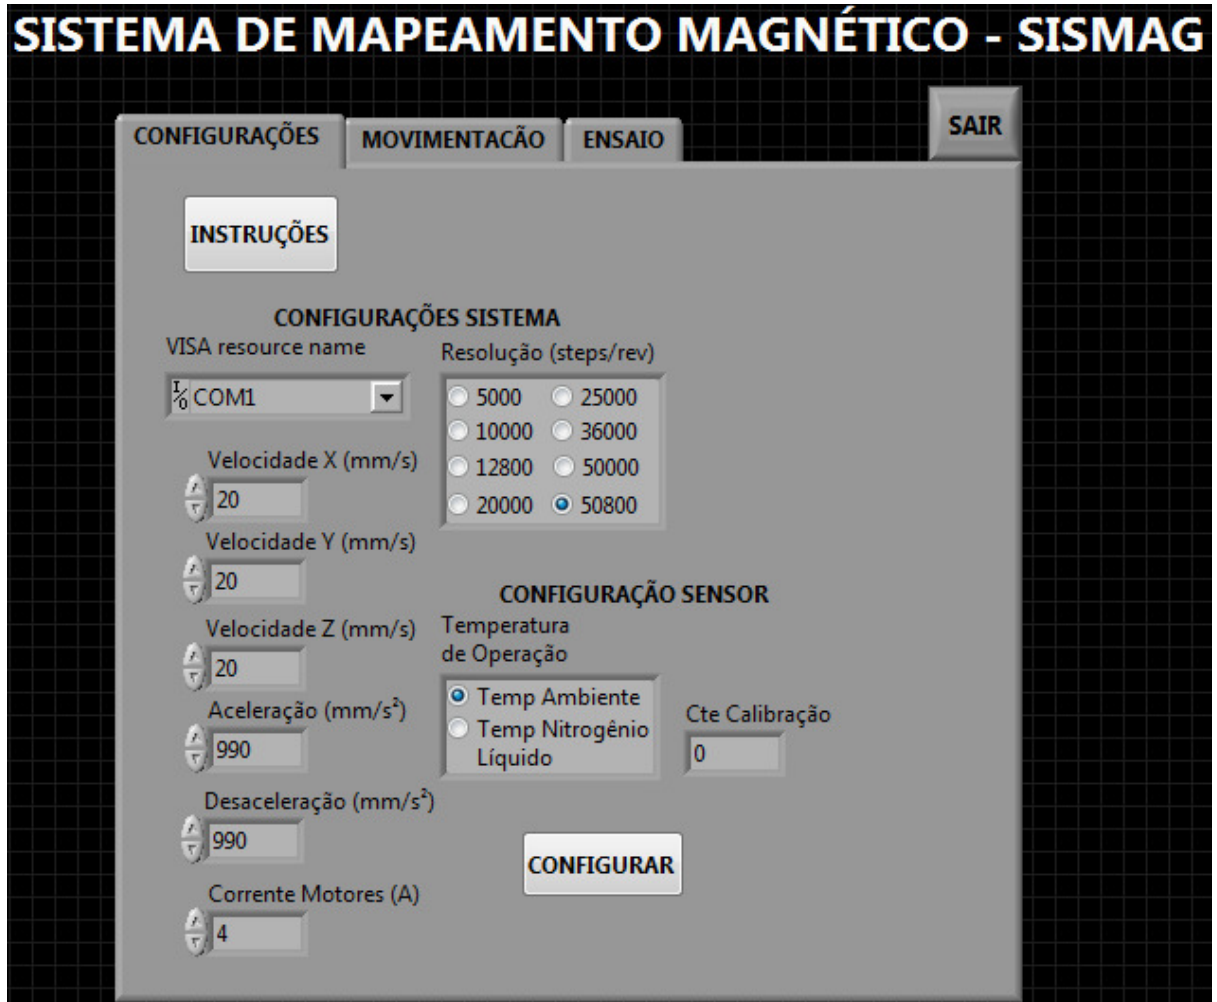 SISTEMA DE MAPEAMENTO MAGNÉTICO - SISMAG
SAIR
CONFIGURAÇÕES
MOVIMENTACÃO
ENSAIO
INSTRUÇÕES
CONFIGURAÇÕES SISTEMA
VISA resource name
COM1
Resolução (steps/rev)
5000
25000
10000
36000
12800
50000
20000
50800
Velocidade X (mm/s)
20
Velocidade Y (mm/s)
20
Velocidade Z (mm/s)
20
Aceleração (mm/s²)
990
Desaceleração (mm/s²)
990
Corrente Motores (A)
4
CONFIGURAÇÃO SENSOR
Temperatura
de Operação
Temp Ambiente
Temp Nitrogênio
Líquido
Cte Calibração
0
CONFIGURAR